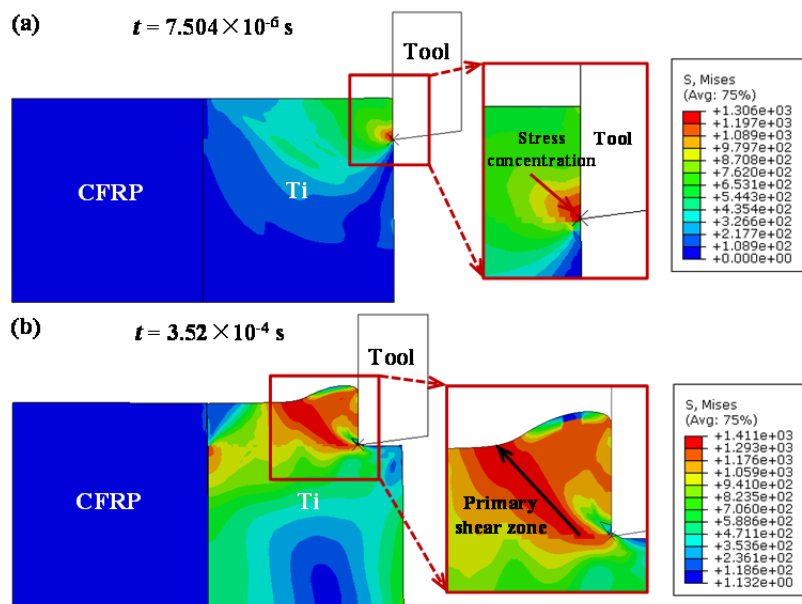 (a)
t = 7.504×10⁻⁶ s
Tool
CFRP
Ti
Stress
concentration
Tool
S, Mises
(Avg: 75%)
+1.306e+03
+1.197e+03
+1.089e+03
+9.797e+02
+8.708e+02
+7.620e+02
+6.531e+02
+5.443e+02
+4.354e+02
+3.266e+02
+2.177e+02
+1.089e+02
+0.000e+00
(b)
t = 3.52×10⁻⁴ s
Tool
CFRP
Ti
Primary
shear zone
S, Mises
(Avg: 75%)
+1.411e+03
+1.293e+03
+1.176e+03
+1.059e+03
+9.410e+02
+8.235e+02
+7.060e+02
+5.886e+02
+4.711e+02
+3.536e+02
+2.361e+02
+1.186e+02
+1.132e+00